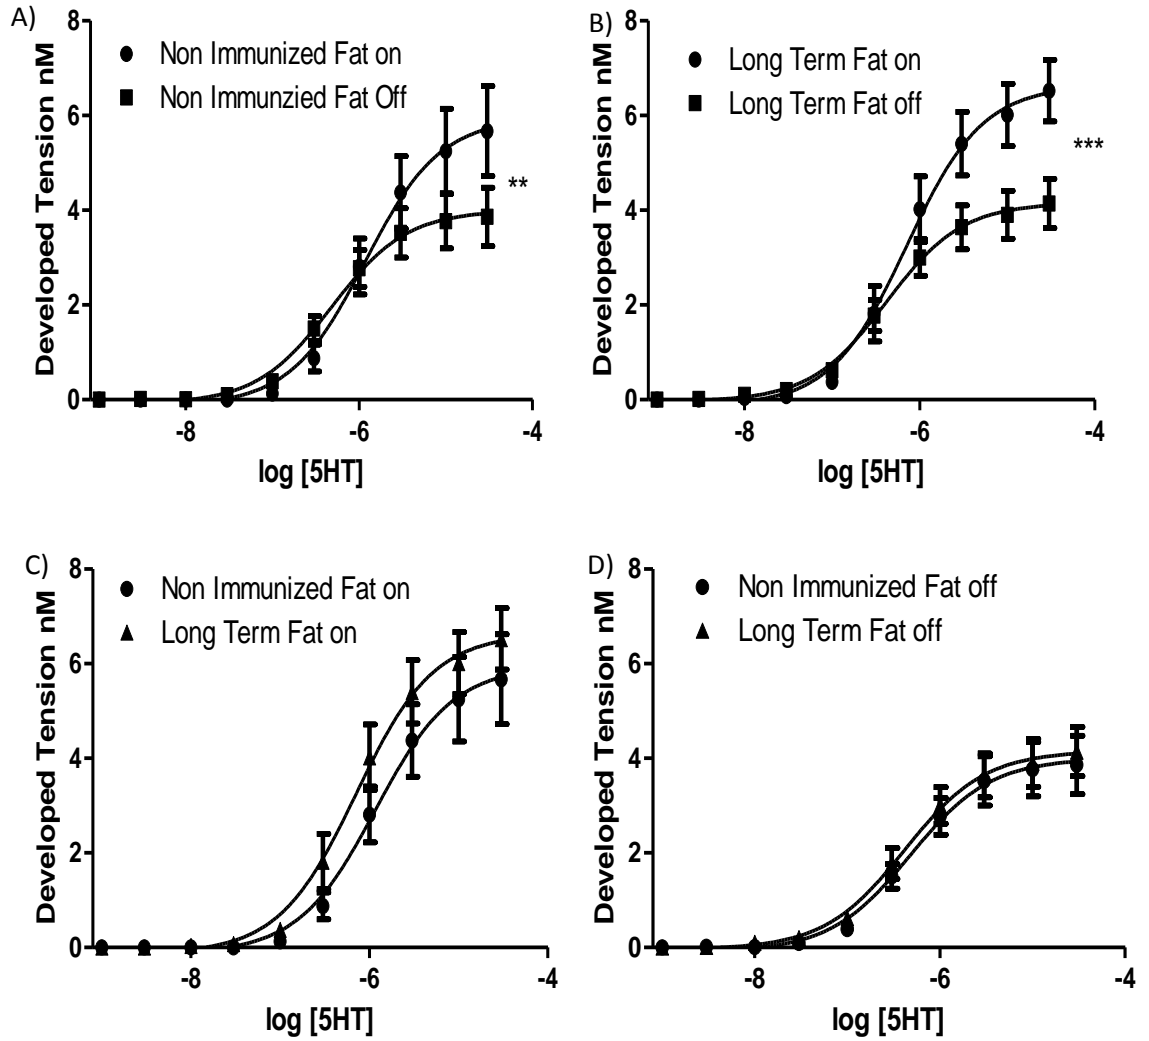 A)
Developed Tension nM
8
6
4
2
0
Non Immunized Fat on
Non Immunzied Fat Off
**
-8
-6
-4
log [5HT]
B)
Developed Tension nM
8
6
4
2
0
Long Term Fat on
Long Term Fat off
***
-8
-6
-4
log [5HT]
C)
Developed Tension nM
8
6
4
2
0
Non Immunized Fat on
Long Term Fat on
-8
-6
-4
log [5HT]
D)
Developed Tension nM
8
6
4
2
0
Non Immunized Fat off
Long Term Fat off
-8
-6
-4
log [5HT]